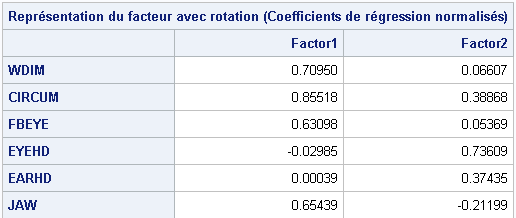 Représentation du facteur avec rotation (Coefficients de régression normalisés)
Factor1 Factor2
WDIM 0.70950 0.06607
CIRCUM 0.85518 0.38868
FBEYE 0.63098 0.05369
EYEHD -0.02985 0.73609
EARHD 0.00039 0.37435
JAW 0.65439 -0.21199